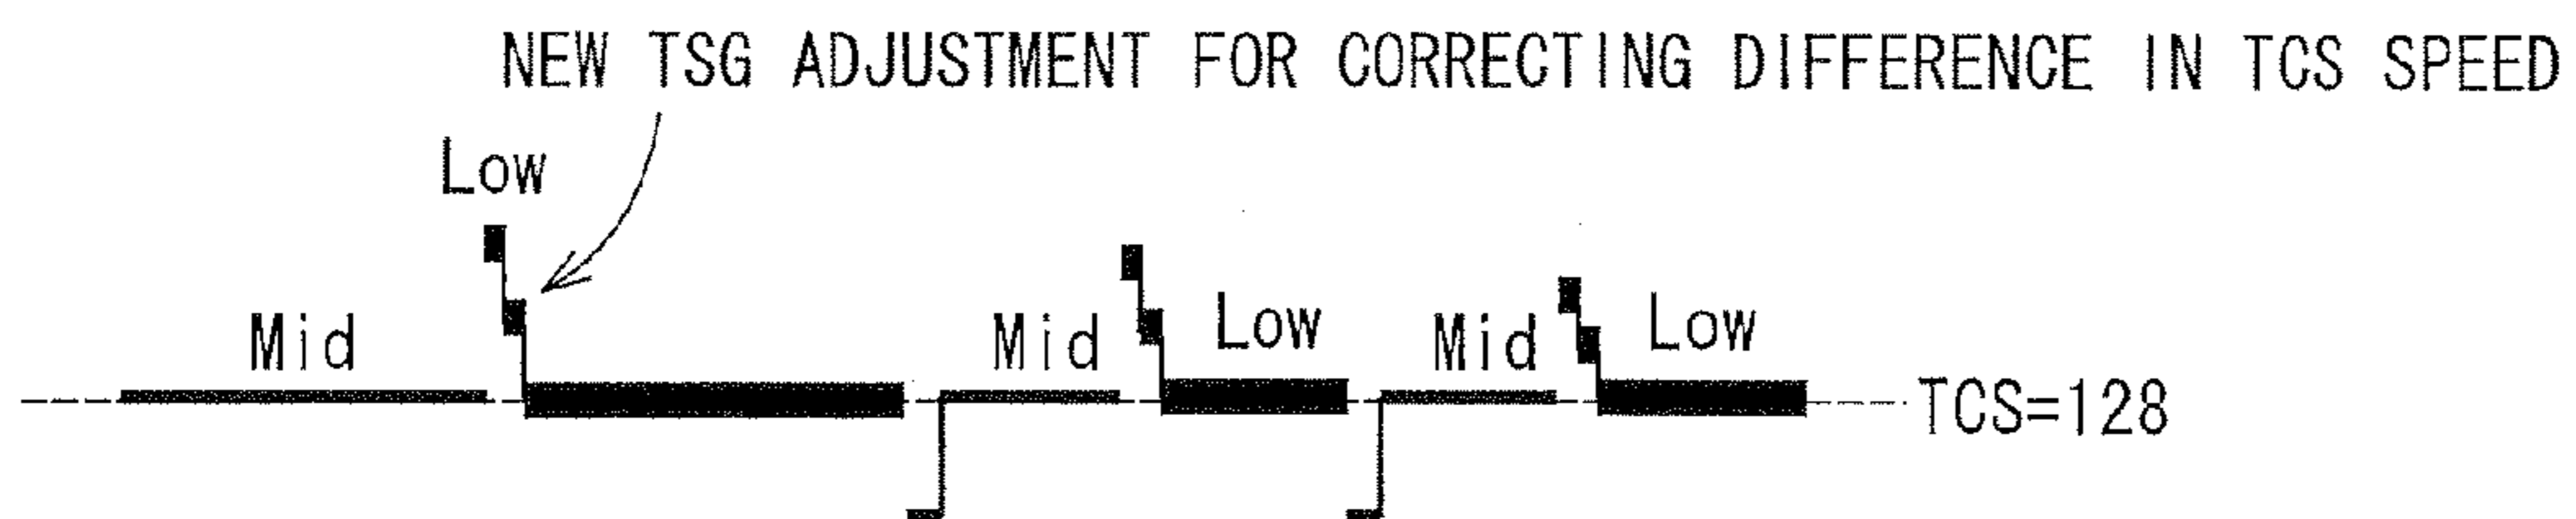 NEW TSG ADJUSTMENT FOR CORRECTING DIFFERENCE IN TCS SPEED
Low
Mid
Mid
Low
Mid
Low
TCS=128